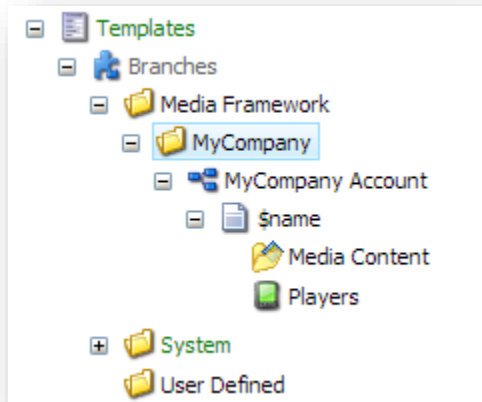 Templates
Branches
Media Framework
MyCompany
MyCompany Account
$name
Media Content
Players
System
User Defined